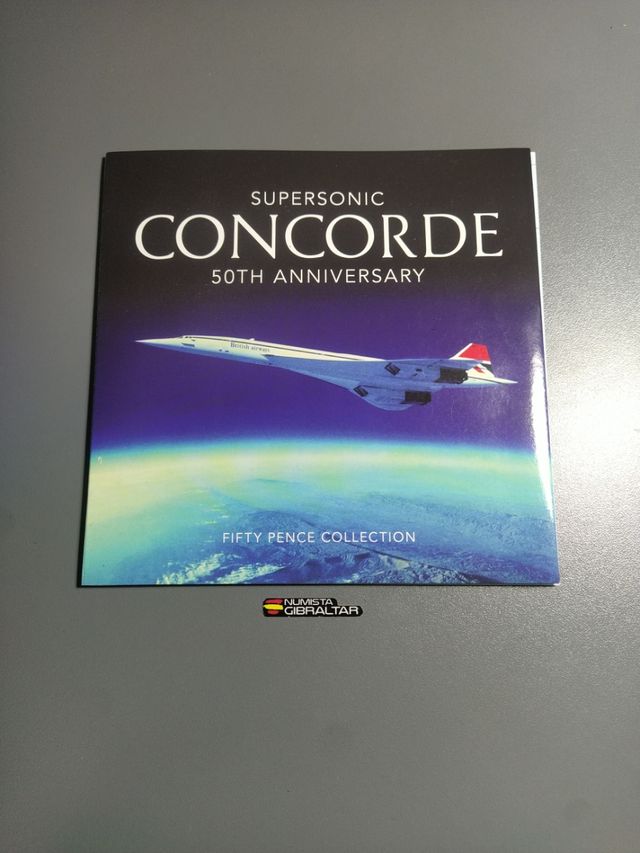 SUPERSONIC
CONCORDE
50TH ANNIVERSARY
British airways
FIFTY PENCE COLLECTION
NUMISTA
GIBRALTAR